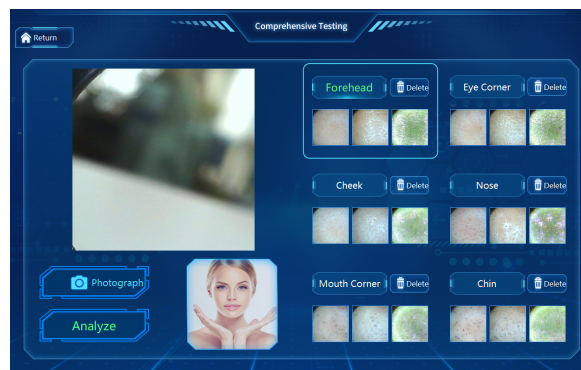 Comprehensive Testing
Return
Forehead Delete
Eye Corner Delete
Cheek Delete
Nose Delete
Photograph
Mouth Corner Delete
Chin Delete
Analyze